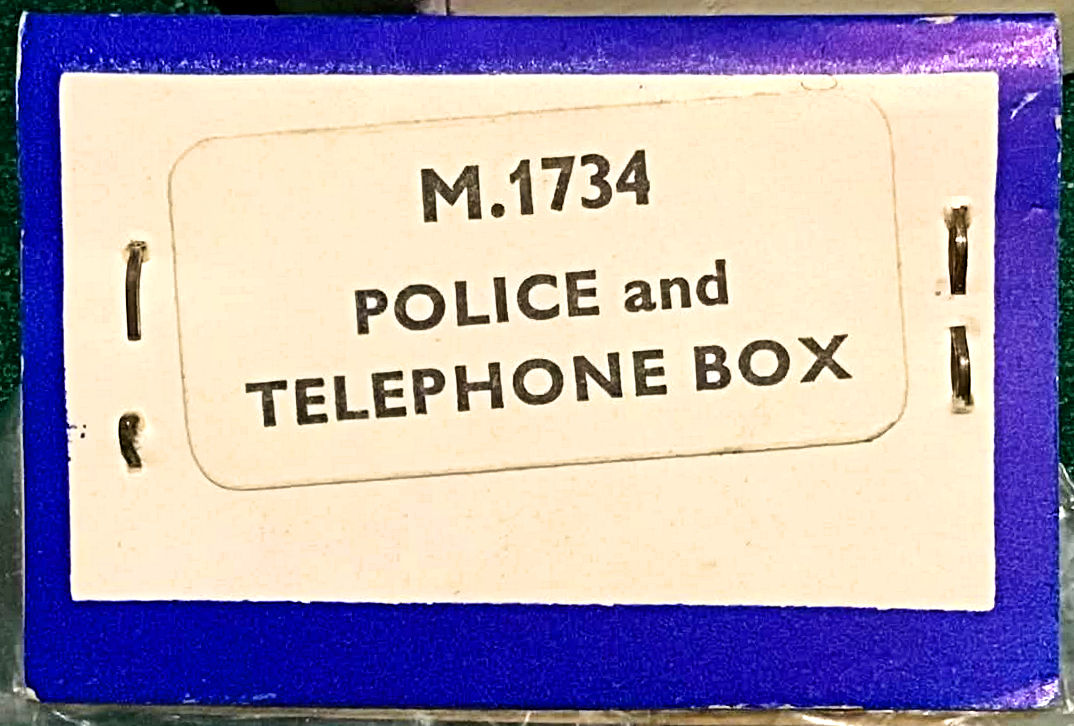 M.1734
POLICE and
TELEPHONE BOX